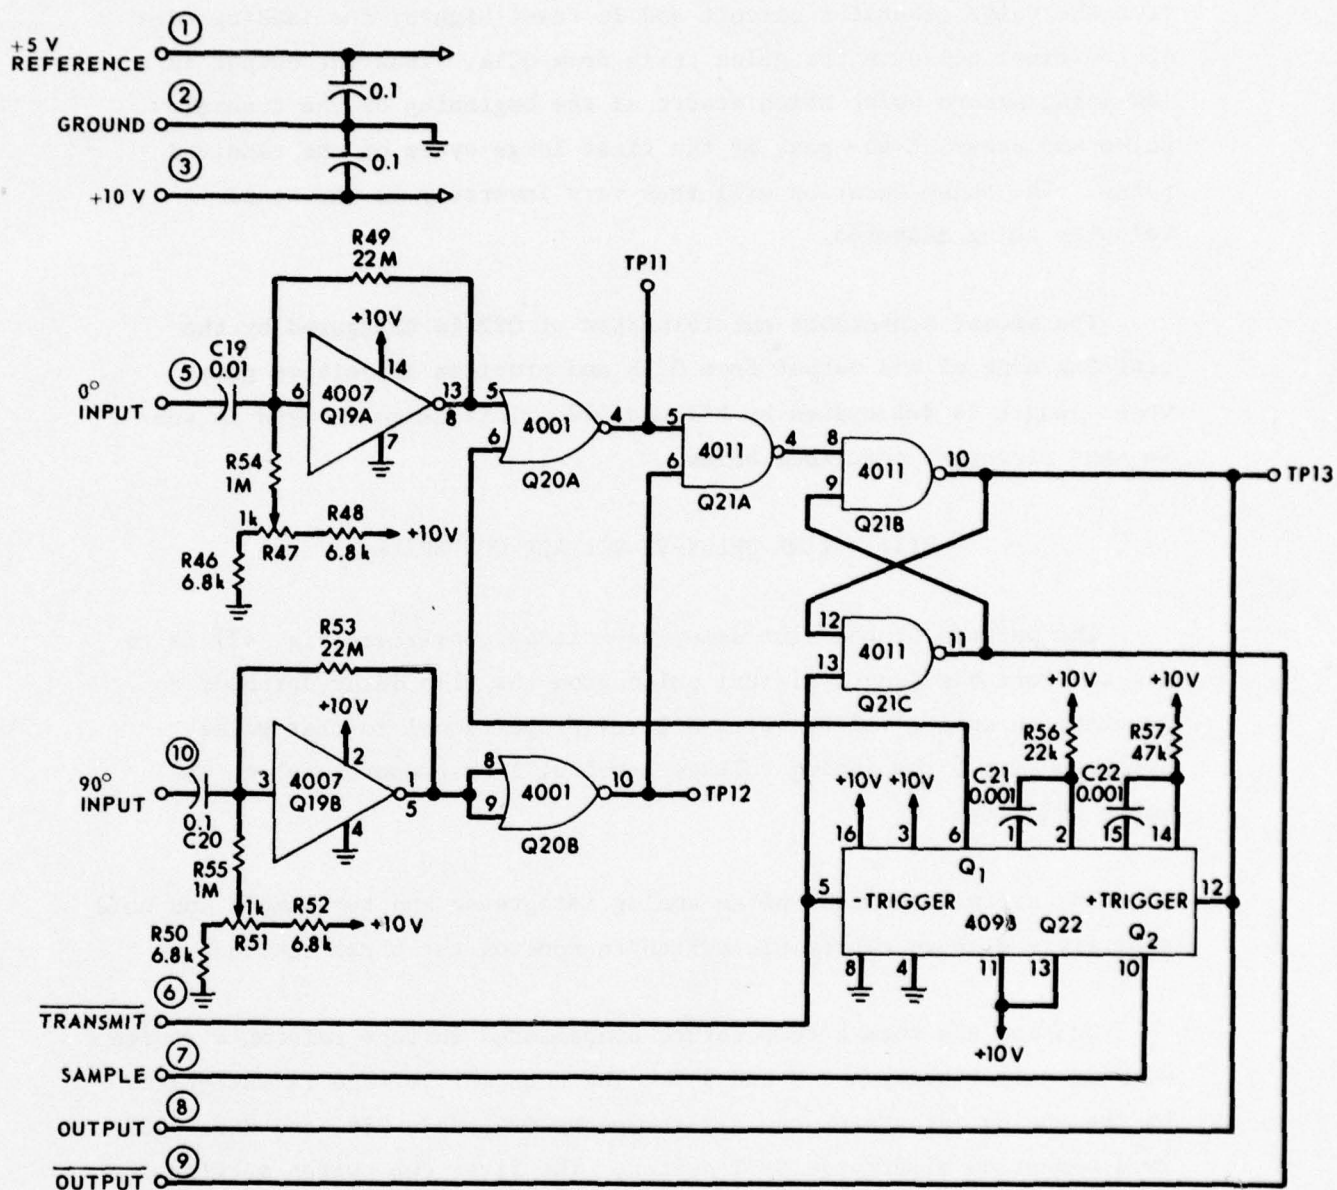 ①
+5 V
REFERENCE
0.1
②
GROUND
0.1
③
+10 V
R49
22 M
TP11
+10V
C19
0.01
⑤
0°
INPUT
14
6
4007
Q19A
13
8
7
5
6
4001
4
Q20A
5
6
4011
4
Q21A
8
9
4011
10
Q21B
TP13
R54
1M
1k
R47
R48
6.8k
+10V
R46
6.8k
12
13
4011
11
Q21C
R53
22M
+10V
⑩
90°
INPUT
0.1
C20
2
3
4007
Q19B
1
5
4
8
9
4001
10
Q20B
TP12
R55
1M
1k
R51
R52
6.8k
+10V
R50
6.8k
+10V
+10V
R56
22k
R57
47k
+10V
+10V
C21
0.001
C22
0.001
16
3
6
1
2
15
14
Q1
5
-TRIGGER
+TRIGGER
12
4098
Q22
Q2
8
4
11
13
10
+10V
⑥
TRANSMIT
⑦
SAMPLE
⑧
OUTPUT
⑨
OUTPUT